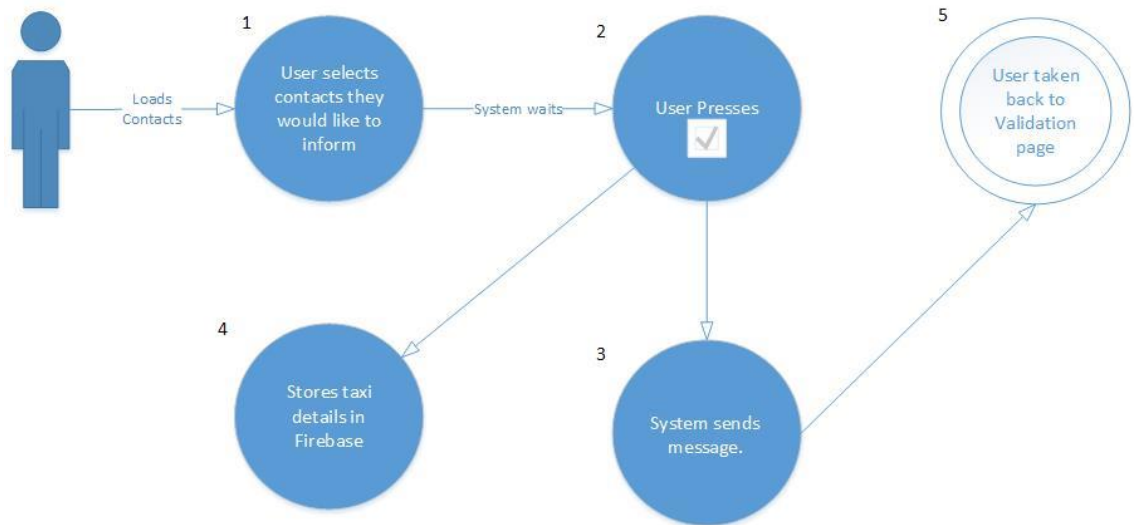 1
User selects
contacts they
would like to
inform
Loads
Contacts
System waits
2
User Presses
5
User taken
back to
Validation
page
4
Stores taxi
details in
Firebase
3
System sends
message.